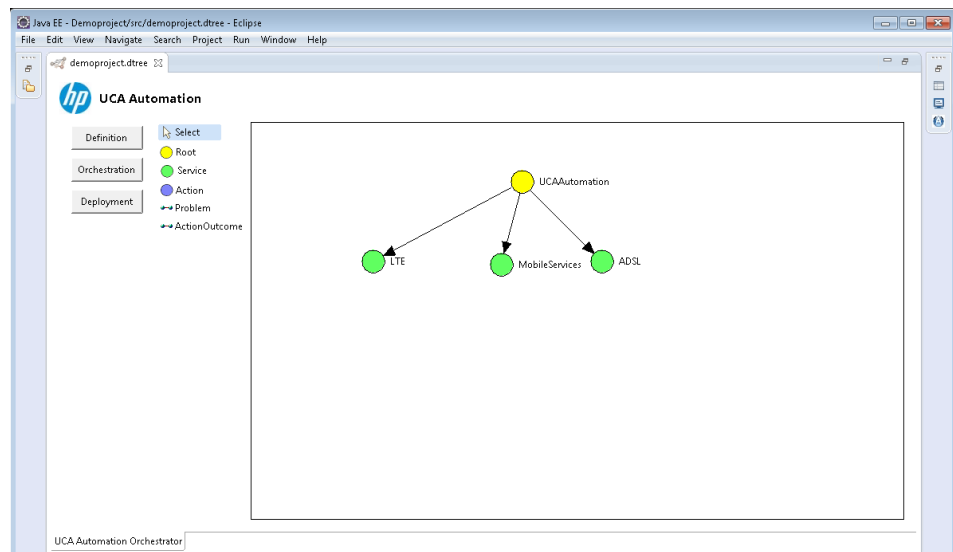 Java EE - Demoproject/src/demoproject.dtree - Eclipse
File Edit View Navigate Search Project Run Window Help
demoproject.dtree
hp UCA Automation
Definition
Orchestration
Deployment
Select
Root
Service
Action
Problem
ActionOutcome
UCAAutomation
LTE
MobileServices
ADSL
UCA Automation Orchestrator